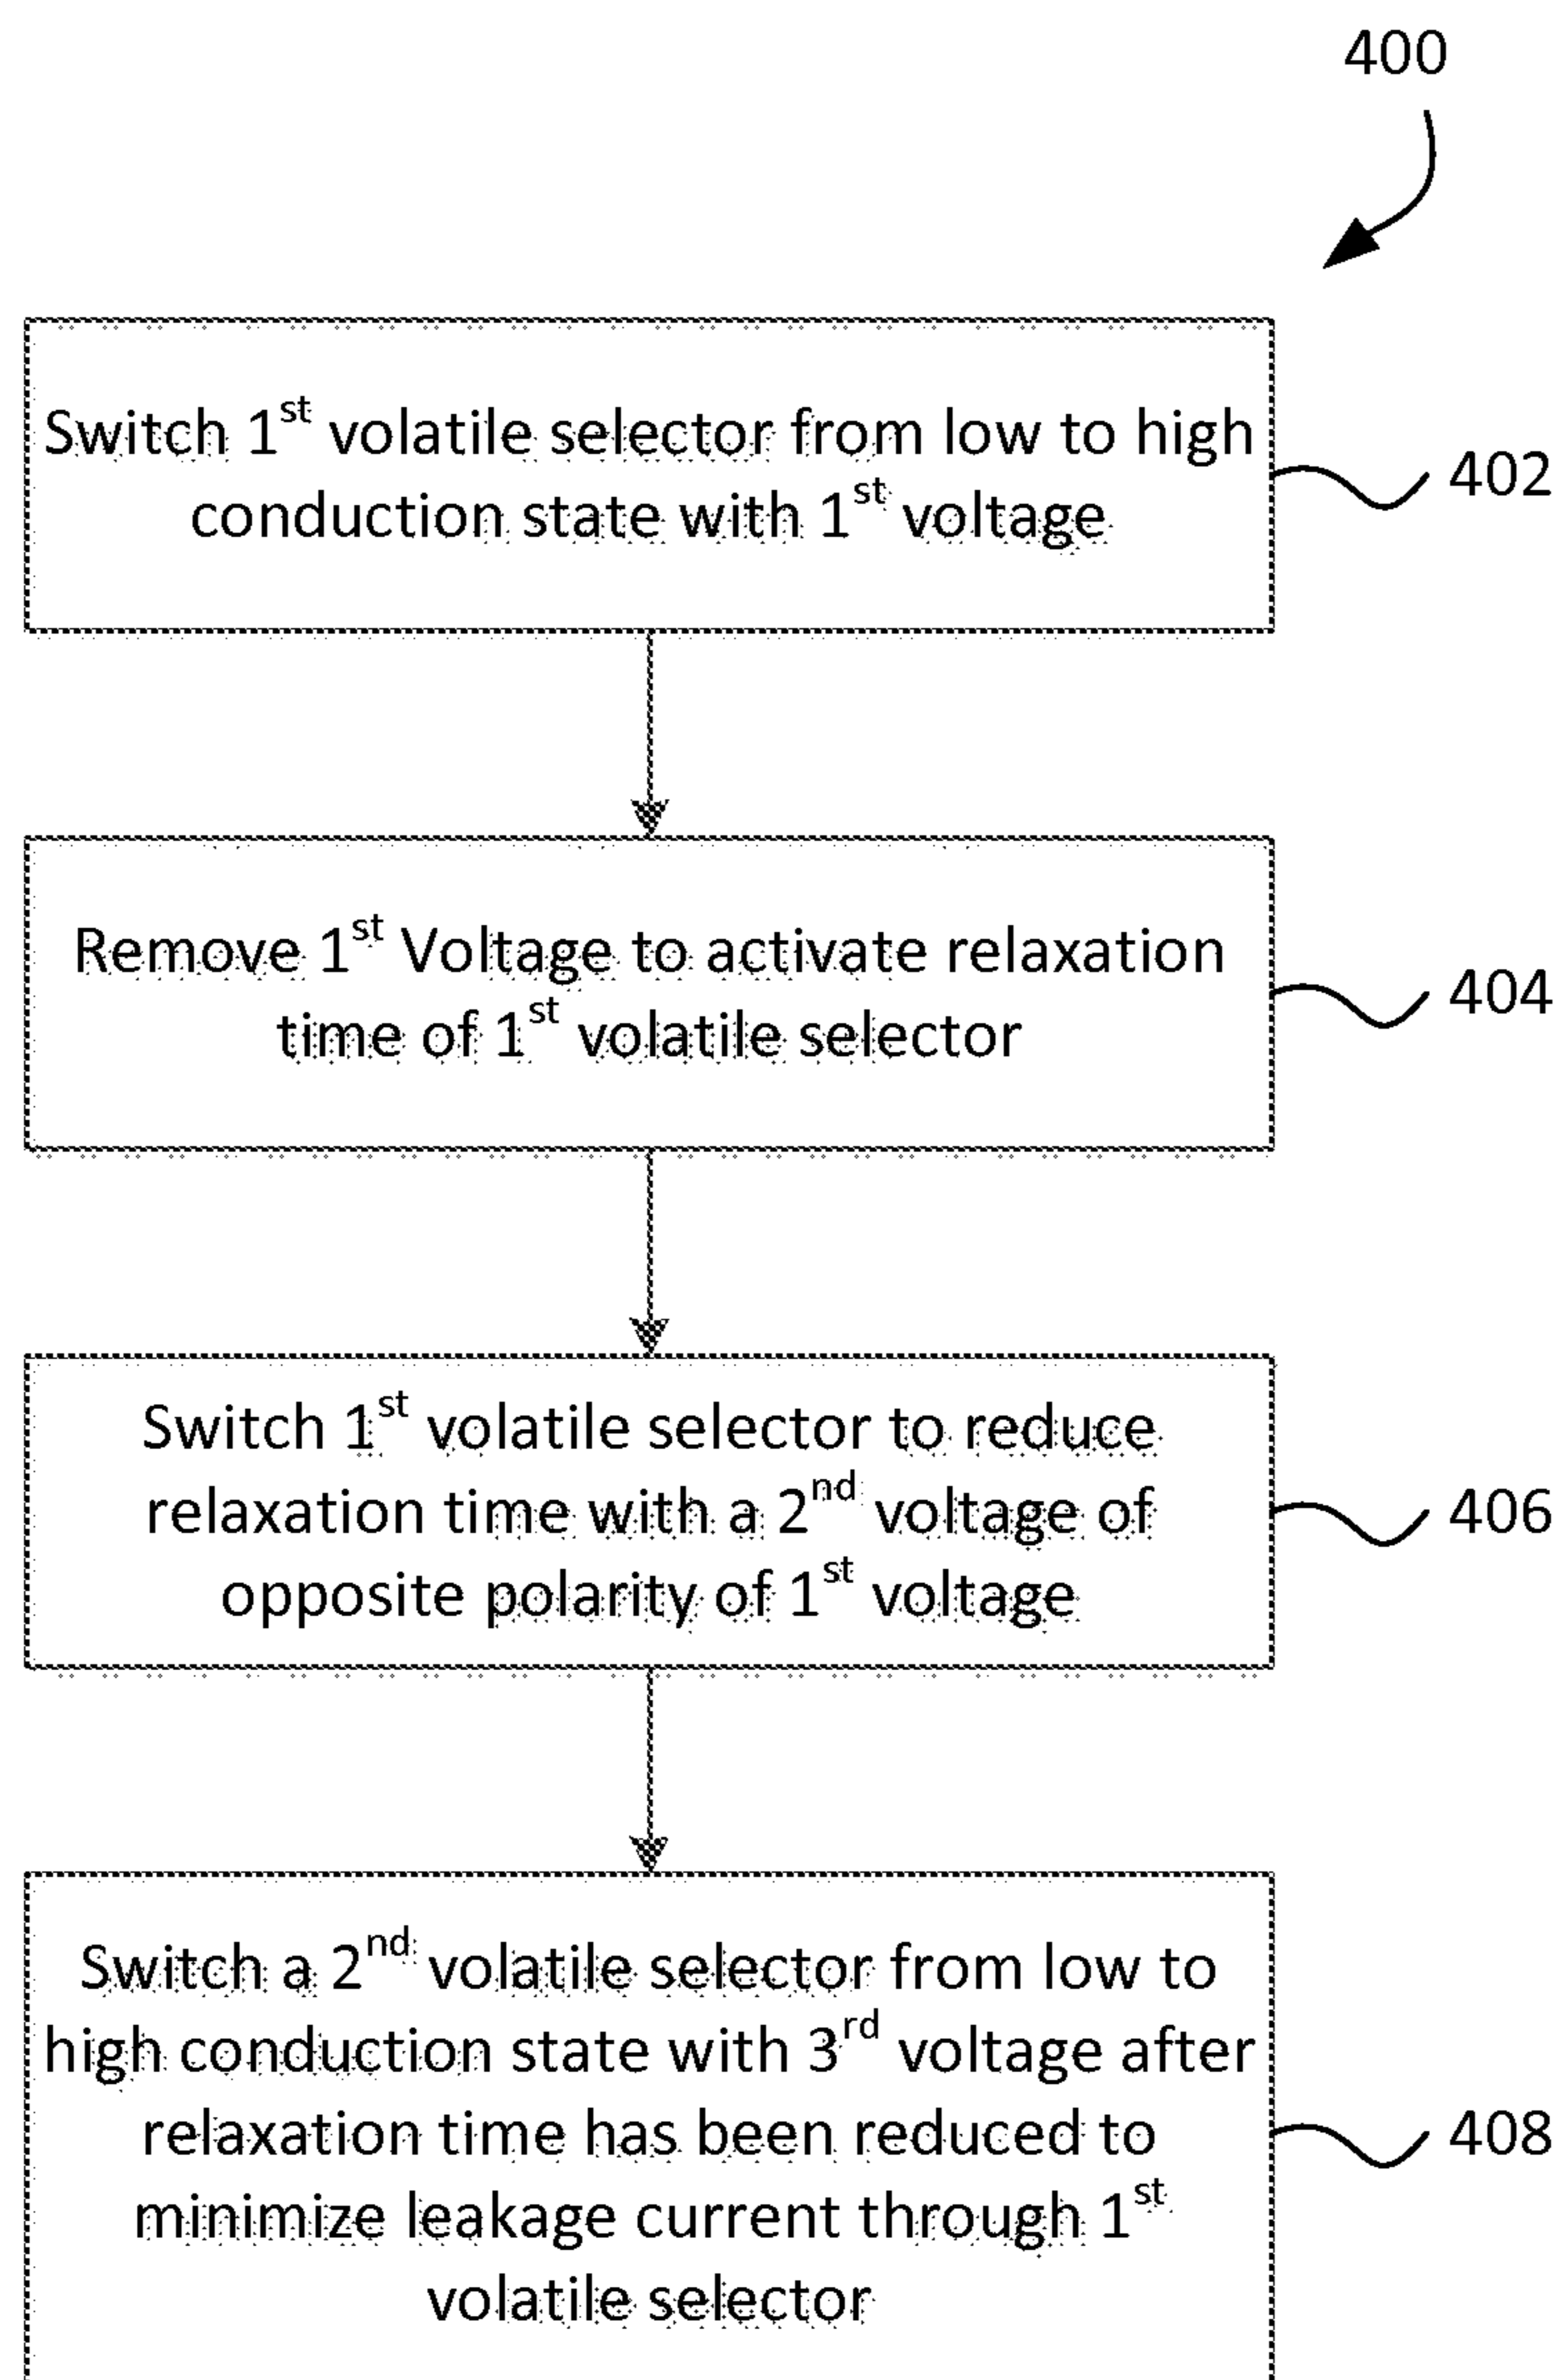 400
Switch 1st volatile selector from low to high
conduction state with 1st voltage
402
Remove 1st Voltage to activate relaxation
time of 1st volatile selector
404
Switch 1st volatile selector to reduce
relaxation time with a 2nd voltage of
opposite polarity of 1st voltage
406
Switch a 2nd volatile selector from low to
high conduction state with 3rd voltage after
relaxation time has been reduced to
minimize leakage current through 1st
volatile selector
408